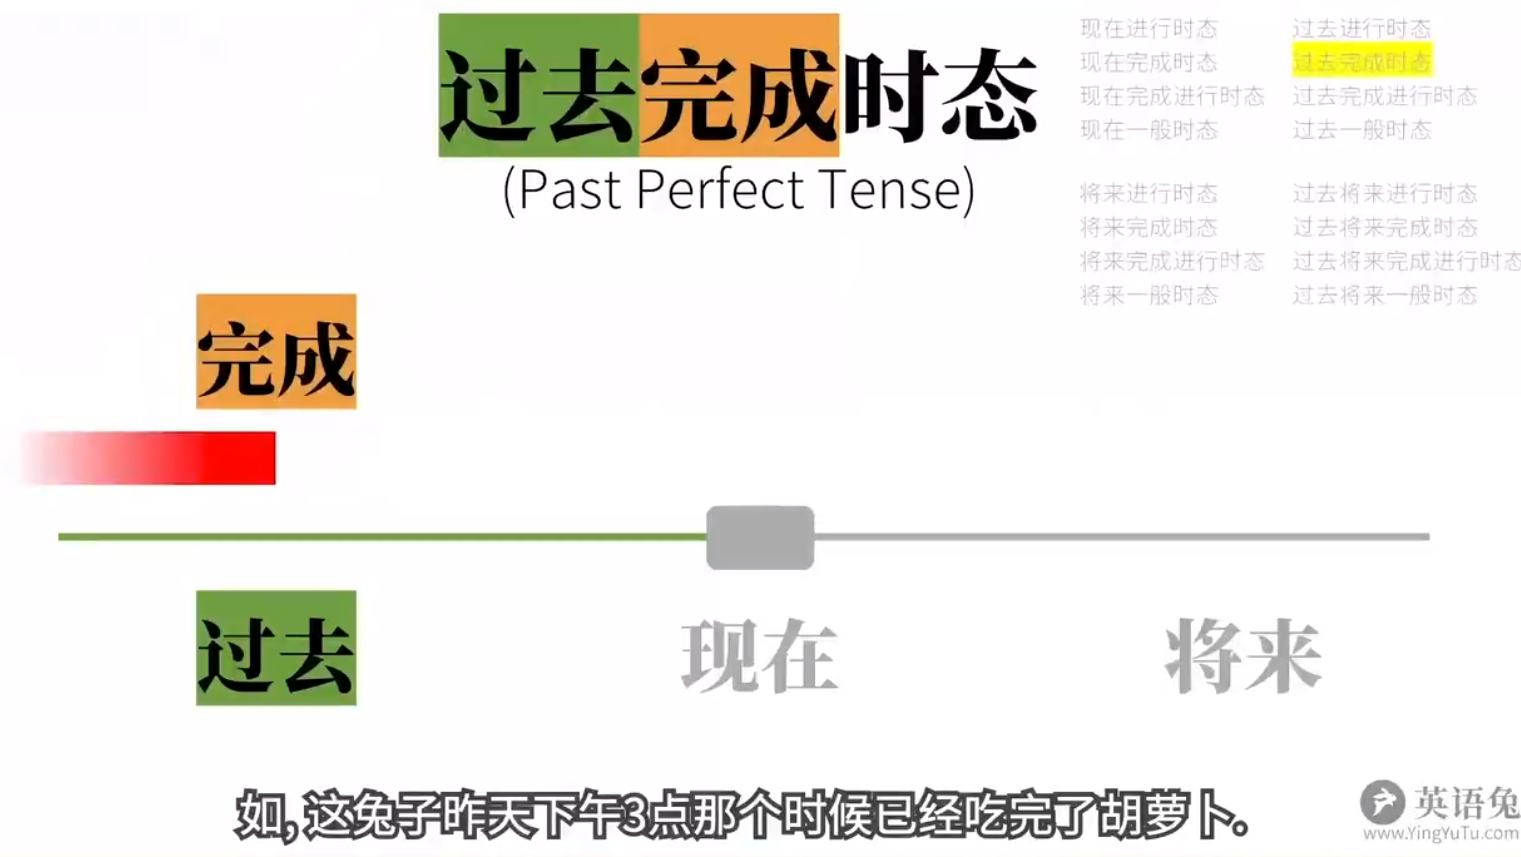 过去完成时态
(Past Perfect Tense)
现在进行时态
现在完成时态
现在完成进行时态
现在一般时态
过去进行时态
过去完成时态
过去完成进行时态
过去一般时态
将来进行时态
将来完成时态
将来完成进行时态
将来一般时态
过去将来进行时态
过去将来完成时态
过去将来完成进行时态
过去将来一般时态
完成
过去
现在
将来
如, 这兔子昨天下午3点那个时候已经吃完了胡萝卜.
英语兔
www.YingYuTu.com